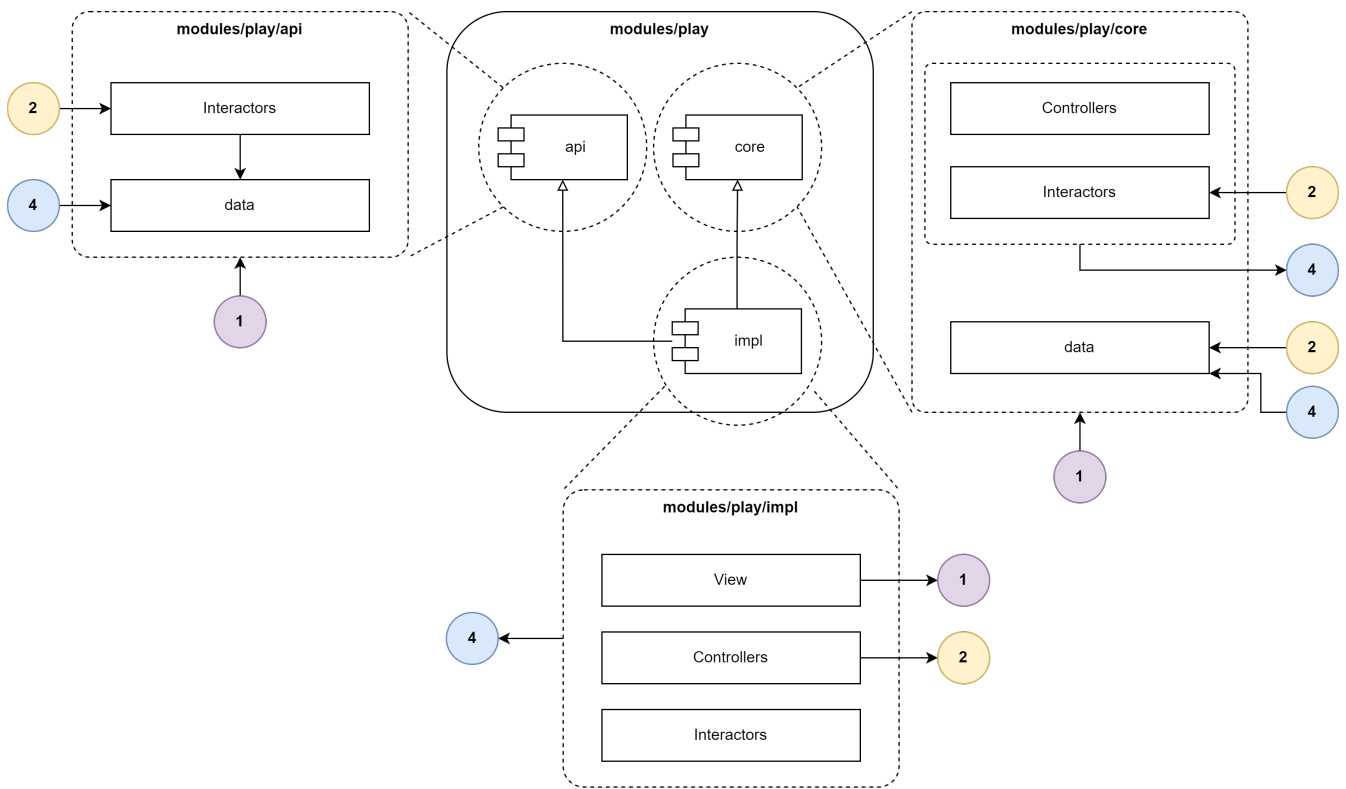 modules/play/api
2
Interactors
4
data
1
modules/play
api
core
impl
modules/play/core
Controllers
Interactors
2
4
data
2
4
1
modules/play/impl
View
1
4
Controllers
2
Interactors